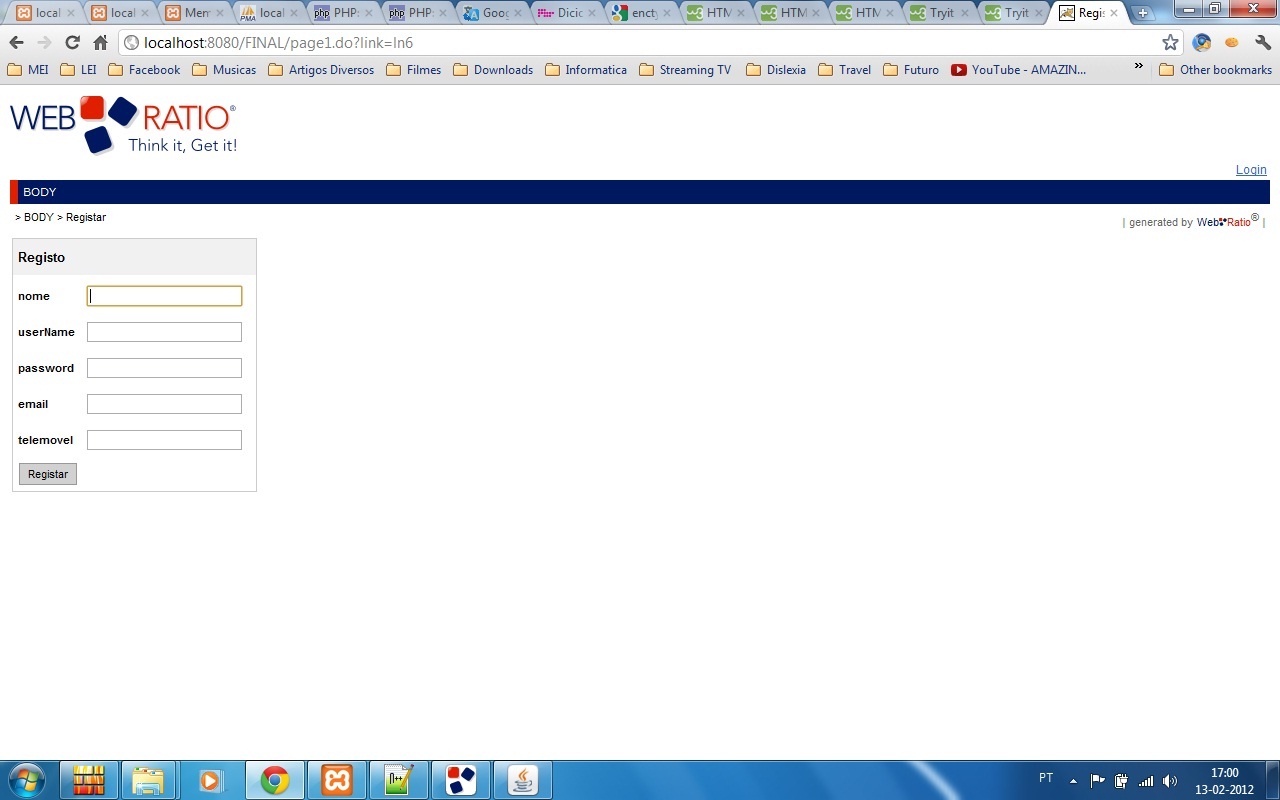 local local Mem local PHP: PHP: Goog Dicio encty HTM HTM HTM Tryit Tryit Regis
localhost:8080/FINAL/page1.do?link=ln6
MEI LEI Facebook Musicas Artigos Diversos Filmes Downloads Informatica Streaming TV Dislexia Travel Futuro YouTube - AMAZIN... » Other bookmarks
WEB RATIO®
Think it, Get it!
Login
BODY
> BODY > Registar
| generated by WebRatio® |
Registo
nome
userName
password
email
telemovel
Registar
PT
17:00
13-02-2012